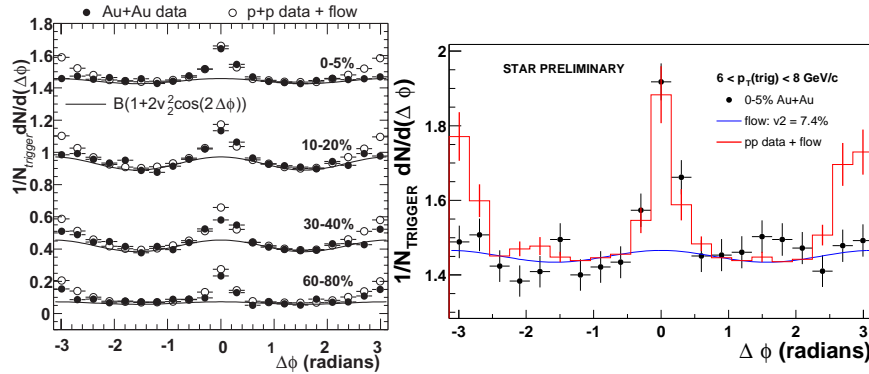 ● Au+Au data ○ p+p data + flow
1/N_trigger dN/d(Δϕ)
1.8
1.6
1.4
1.2
1
0.8
0.6
0.4
0.2
0
0-5%
B(1+2v₂²cos(2Δϕ))
10-20%
30-40%
60-80%
-3 -2 -1 0 1 2 3
Δϕ (radians)
1/N_TRIGGER dN/d(Δϕ)
2
1.8
1.6
1.4
STAR PRELIMINARY
6 < p_T(trig) < 8 GeV/c
0-5% Au+Au
flow: v2 = 7.4%
pp data + flow
-3 -2 -1 0 1 2 3
Δ ϕ (radians)